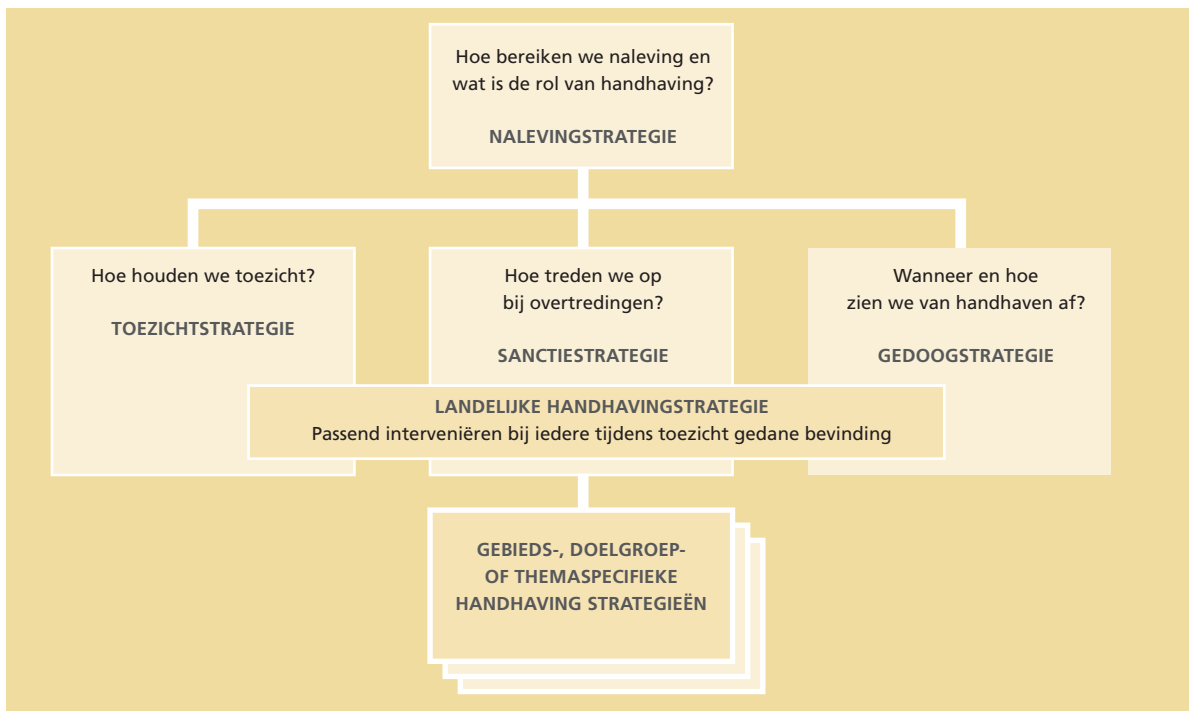 Hoe bereiken we naleving en
wat is de rol van handhaving?
NALEVINGSTRATEGIE
Hoe houden we toezicht?
TOEZICHTSTRATEGIE
Hoe treden we op
bij overtredingen?
SANCTIESTRATEGIE
Wanneer en hoe
zien we van handhaven af?
GEDOOGSTRATEGIE
LANDELIJKE HANDHAVINGSTRATEGIE
Passend interveniëren bij iedere tijdens toezicht gedane bevinding
GEBIEDS-, DOELGROEP-
OF THEMASPECIFIEKE
HANDHAVING STRATEGIEËN